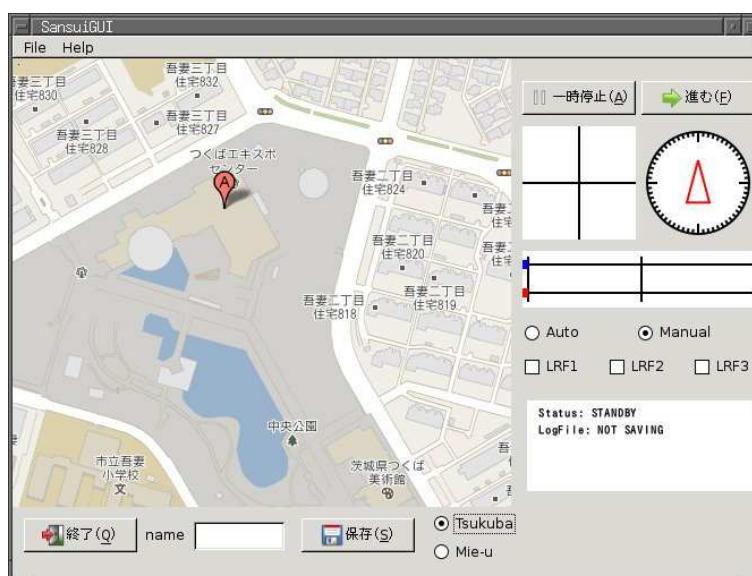 SansuiGUI
File Help
吾妻三丁目
住宅832
吾妻三丁目
住宅830
吾妻三丁目
住宅827
吾妻三丁目
住宅828
つくばエキスポ
センター
A
吾妻二丁目
住宅824
吾妻二丁目
住宅820
吾妻二丁目
住宅819
吾妻二丁目
住宅818
中央公園
市立吾妻
小学校
文
茨城県つくば
美術館
一時停止(A)
進む(F)
Auto
Manual
LRF1
LRF2
LRF3
Status: STANDBY
LogFile: NOT SAVING
終了(Q)
name
保存(S)
Tsukuba
Mie-u